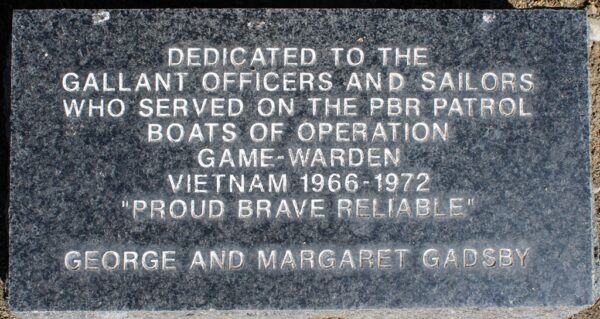 DEDICATED TO THE
GALLANT OFFICERS AND SAILORS
WHO SERVED ON THE PBR PATROL
BOATS OF OPERATION
GAME-WARDEN
VIETNAM 1966-1972
"PROUD BRAVE RELIABLE"
GEORGE AND MARGARET GADSBY